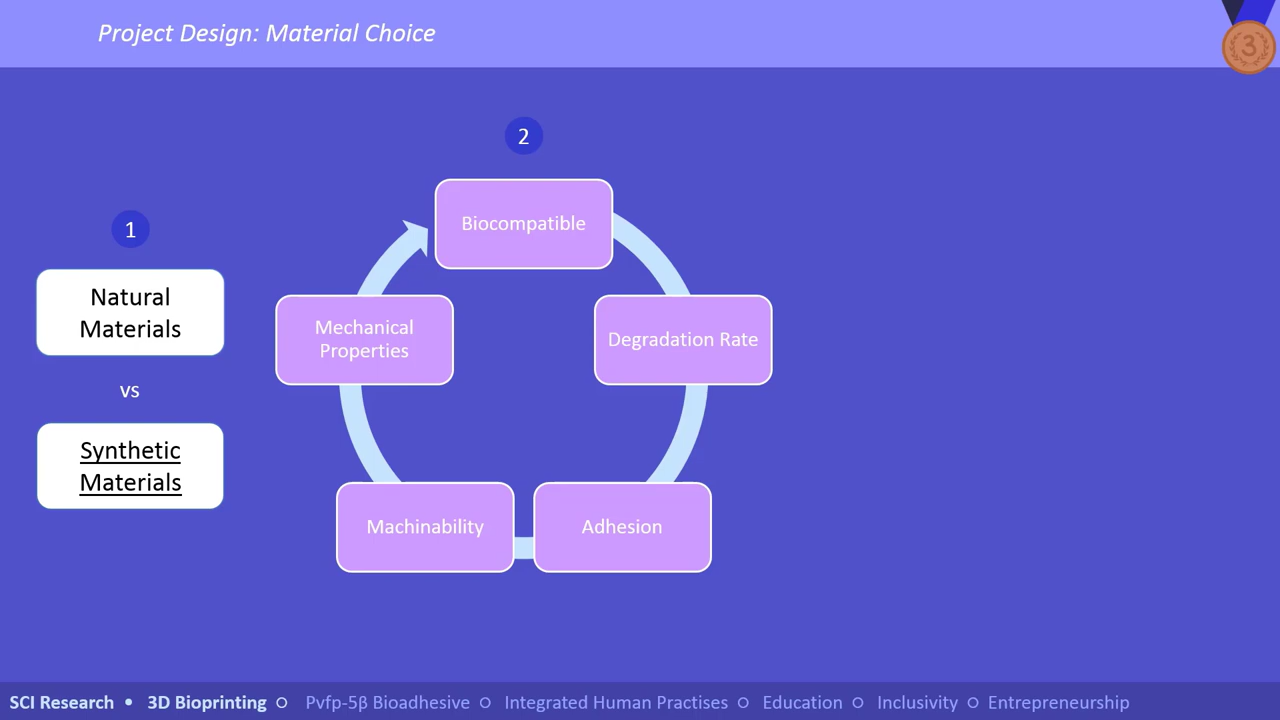 Project Design: Material Choice
3
1
Natural
Materials
vs
Synthetic
Materials
2
Biocompatible
Degradation Rate
Adhesion
Machinability
Mechanical
Properties
SCI Research • 3D Bioprinting ○ Pvfp-5β Bioadhesive ○ Integrated Human Practises ○ Education ○ Inclusivity ○ Entrepreneurship